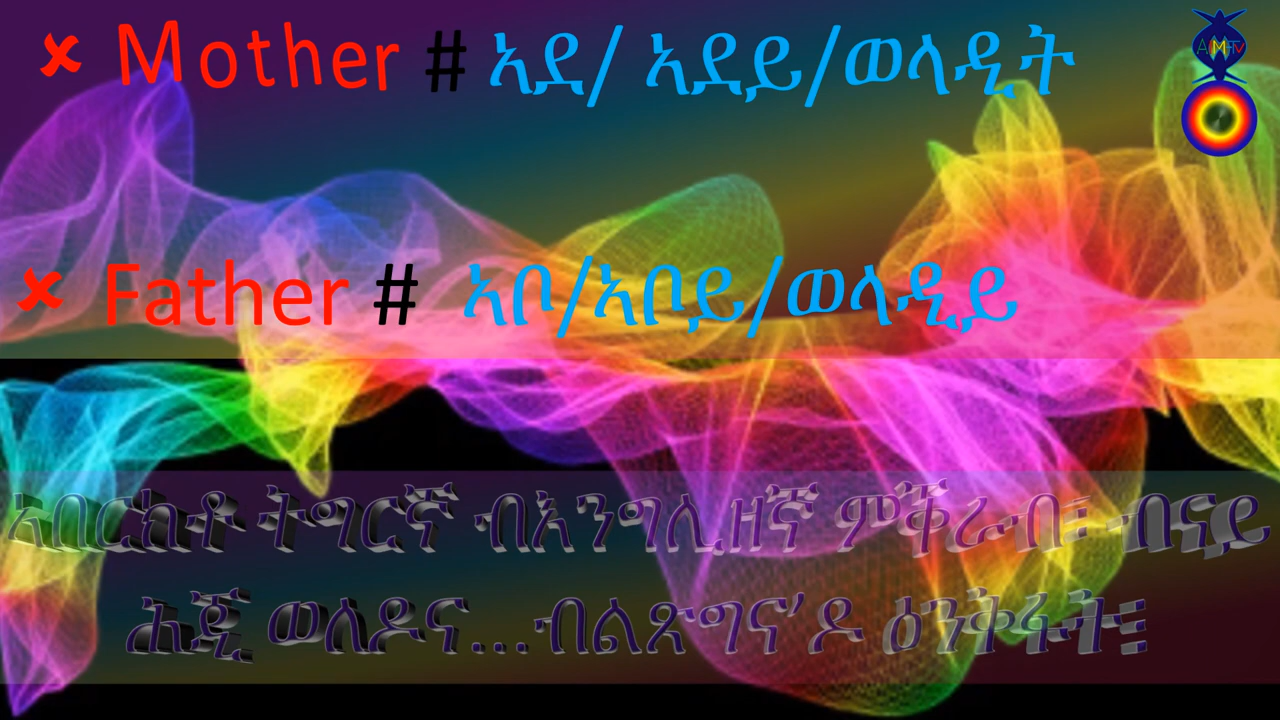 ✘ Mother # ኣደ/ ኣደይ/ወላዲት
✘ Father # ኣቦ/ኣቦይ/ወላዲይ
ኣበርክቶ ትግርኛ ብእንግሊዘኛ ምቕራብ፧ ብናይ
ሕጂ ወለዶና...ብልጽግና’ዶ ዕንቅፋት፧